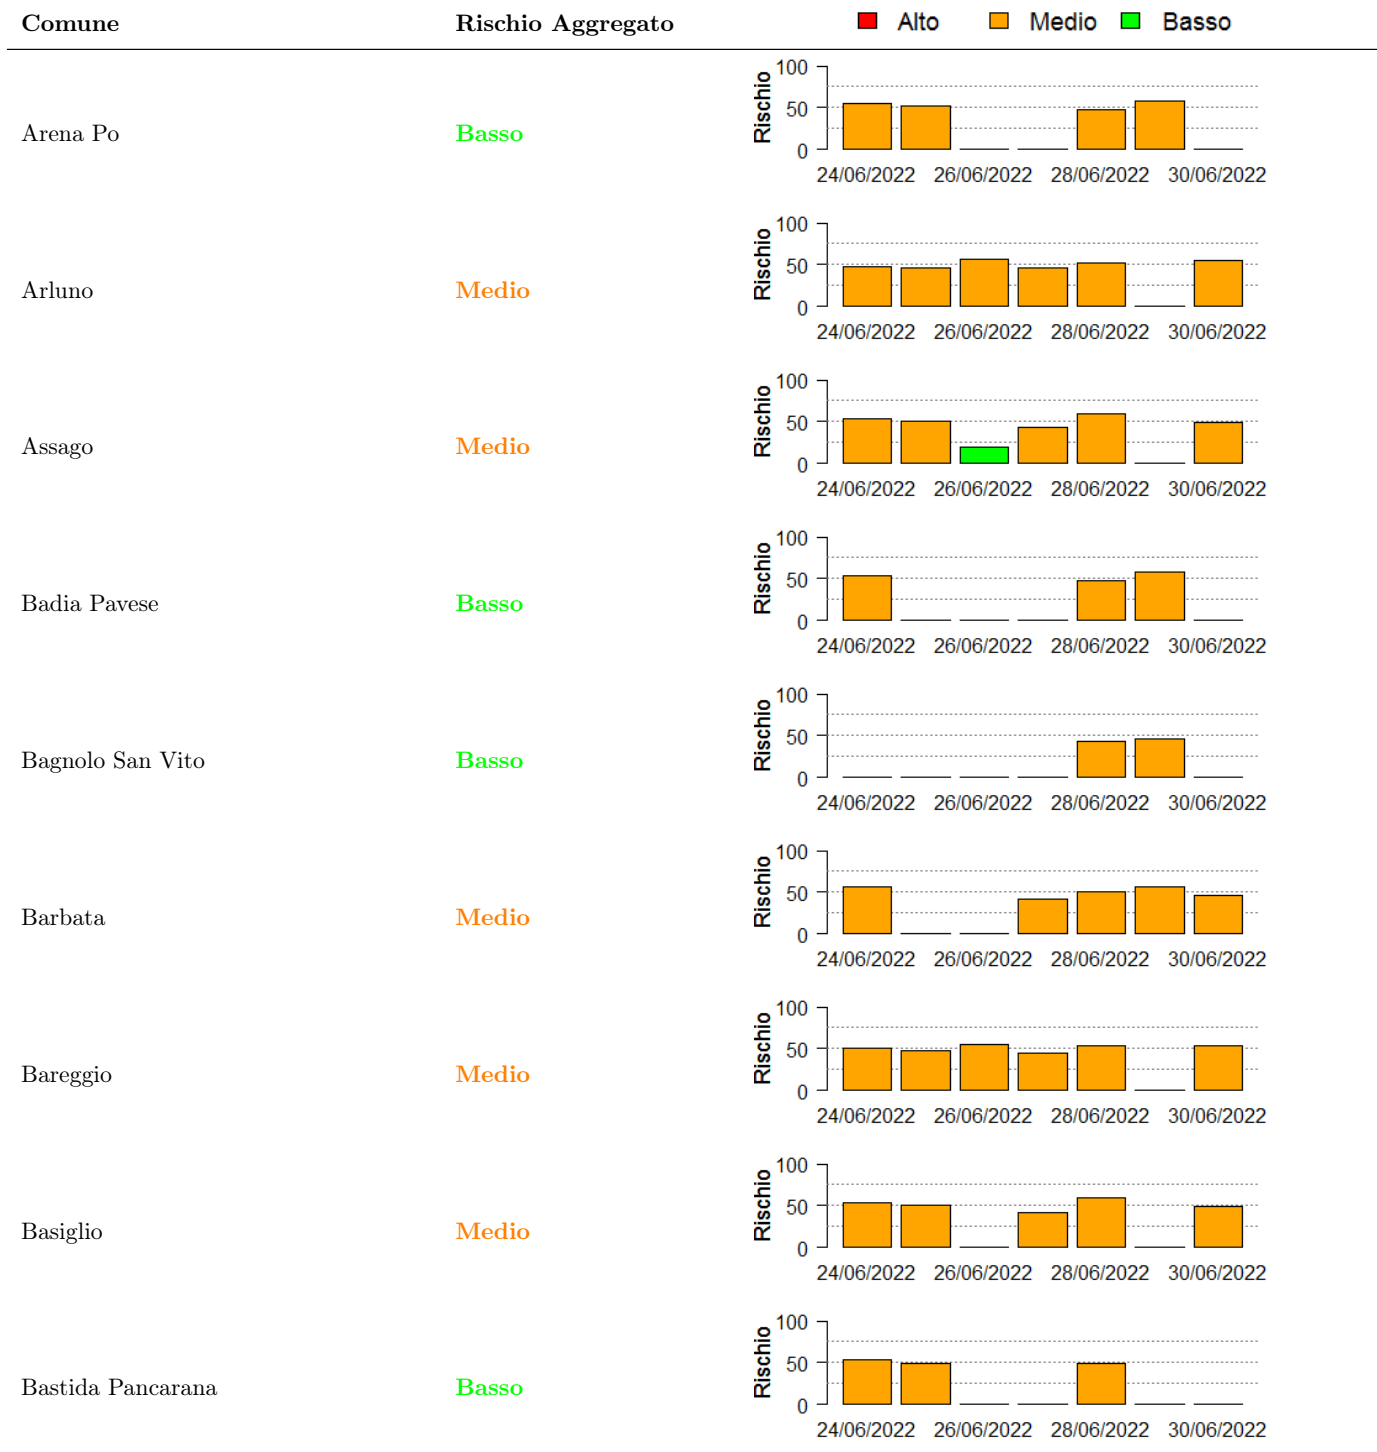 Comune Rischio Aggregato Alto Medio Basso
100
50
0
Rischio
Arena Po Basso
24/06/2022 26/06/2022 28/06/2022 30/06/2022
100
50
0
Rischio
Arluno Medio
24/06/2022 26/06/2022 28/06/2022 30/06/2022
100
50
0
Rischio
Assago Medio
24/06/2022 26/06/2022 28/06/2022 30/06/2022
100
50
0
Rischio
Badia Pavese Basso
24/06/2022 26/06/2022 28/06/2022 30/06/2022
100
50
0
Rischio
Bagnolo San Vito Basso
24/06/2022 26/06/2022 28/06/2022 30/06/2022
100
50
0
Rischio
Barbata Medio
24/06/2022 26/06/2022 28/06/2022 30/06/2022
100
50
0
Rischio
Bareggio Medio
24/06/2022 26/06/2022 28/06/2022 30/06/2022
100
50
0
Rischio
Basiglio Medio
24/06/2022 26/06/2022 28/06/2022 30/06/2022
100
50
0
Rischio
Bastida Pancarana Basso
24/06/2022 26/06/2022 28/06/2022 30/06/2022